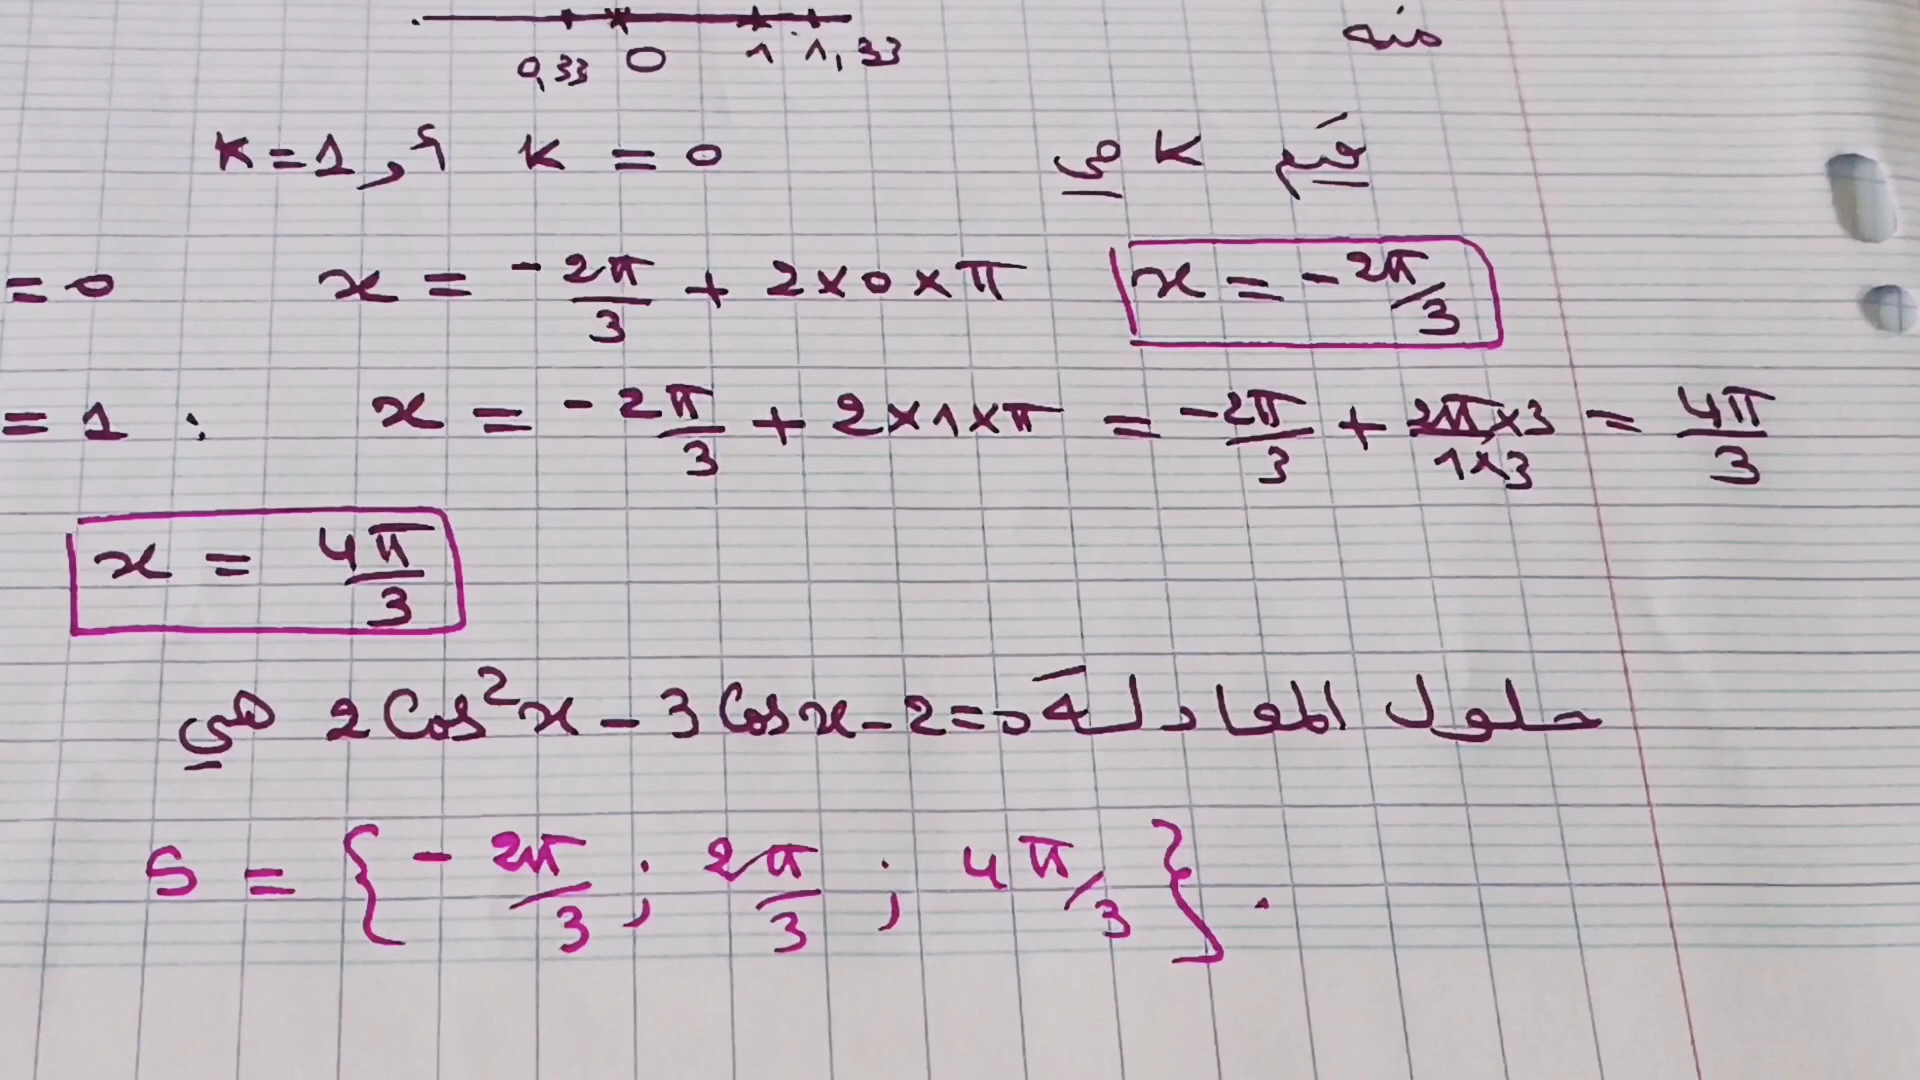 منه
0,33 0 1 1,33
قيم K هي K = 0 أو K = 1
= 0 x = -2π/3 + 2×0×π x = -2π/3
= 1 : x = -2π/3 + 2×1×π = -2π/3 + 2π×3/1×3 = 4π/3
x = 4π/3
حلول المعادلة 2Cos²x - 3Cosx - 2 = 0 هي
S = { -2π/3 ; 2π/3 ; 4π/3 } .